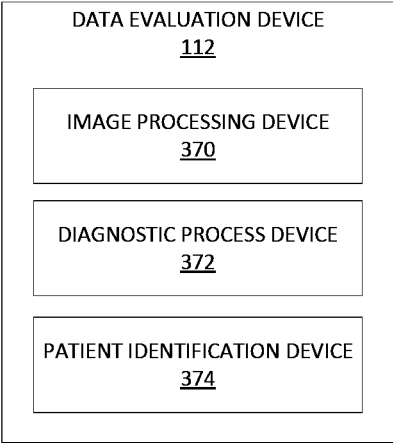 DATA EVALUATION DEVICE
112
IMAGE PROCESSING DEVICE
370
DIAGNOSTIC PROCESS DEVICE
372
PATIENT IDENTIFICATION DEVICE
374